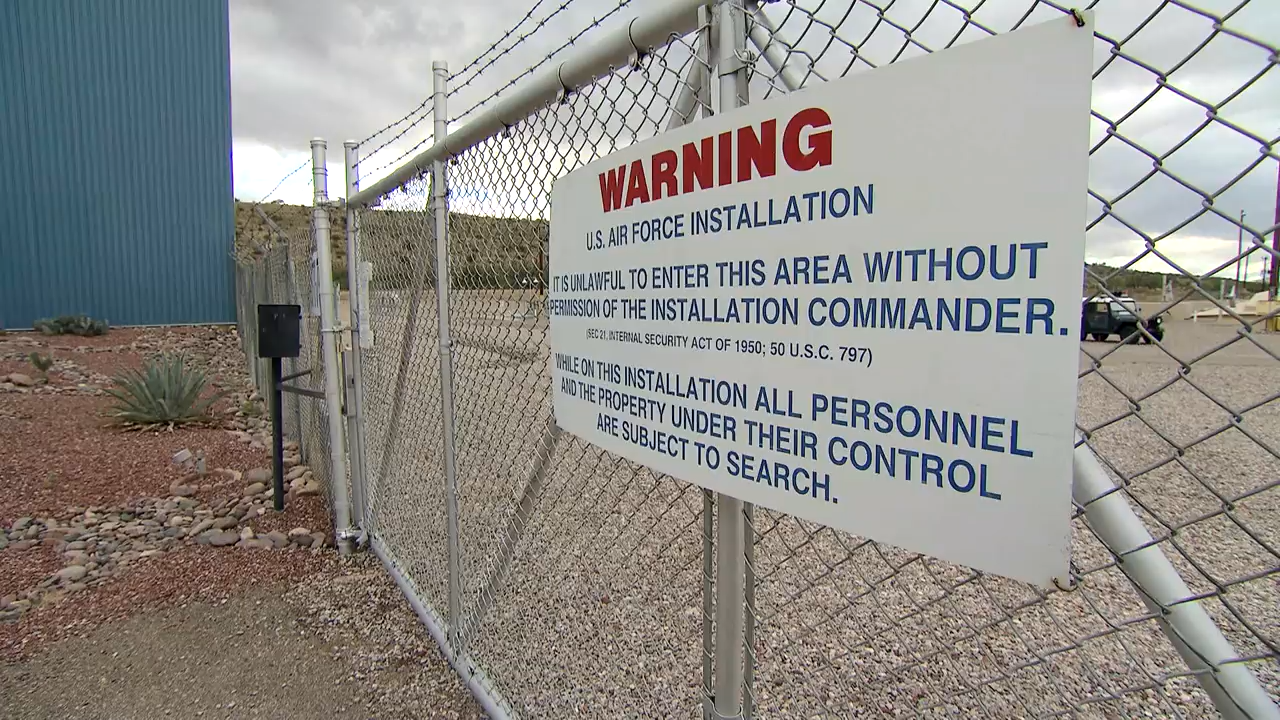 WARNING
U.S. AIR FORCE INSTALLATION
IT IS UNLAWFUL TO ENTER THIS AREA WITHOUT
PERMISSION OF THE INSTALLATION COMMANDER.
(SEC 21, INTERNAL SECURITY ACT OF 1950; 50 U.S.C. 797)
WHILE ON THIS INSTALLATION ALL PERSONNEL
AND THE PROPERTY UNDER THEIR CONTROL
ARE SUBJECT TO SEARCH.